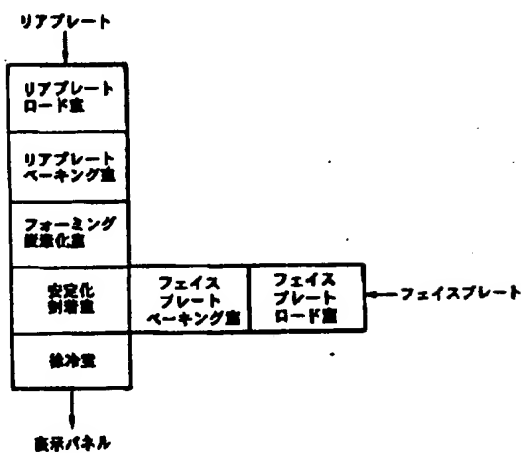 リアプレート
リアプレート
ロード室
リアプレート
ベーキング室
フォーミング
炭素化室
安定化
封着室
フェイス
プレート
ベーキング室
フェイス
プレート
ロード室
フェイスプレート
徐冷室
表示パネル